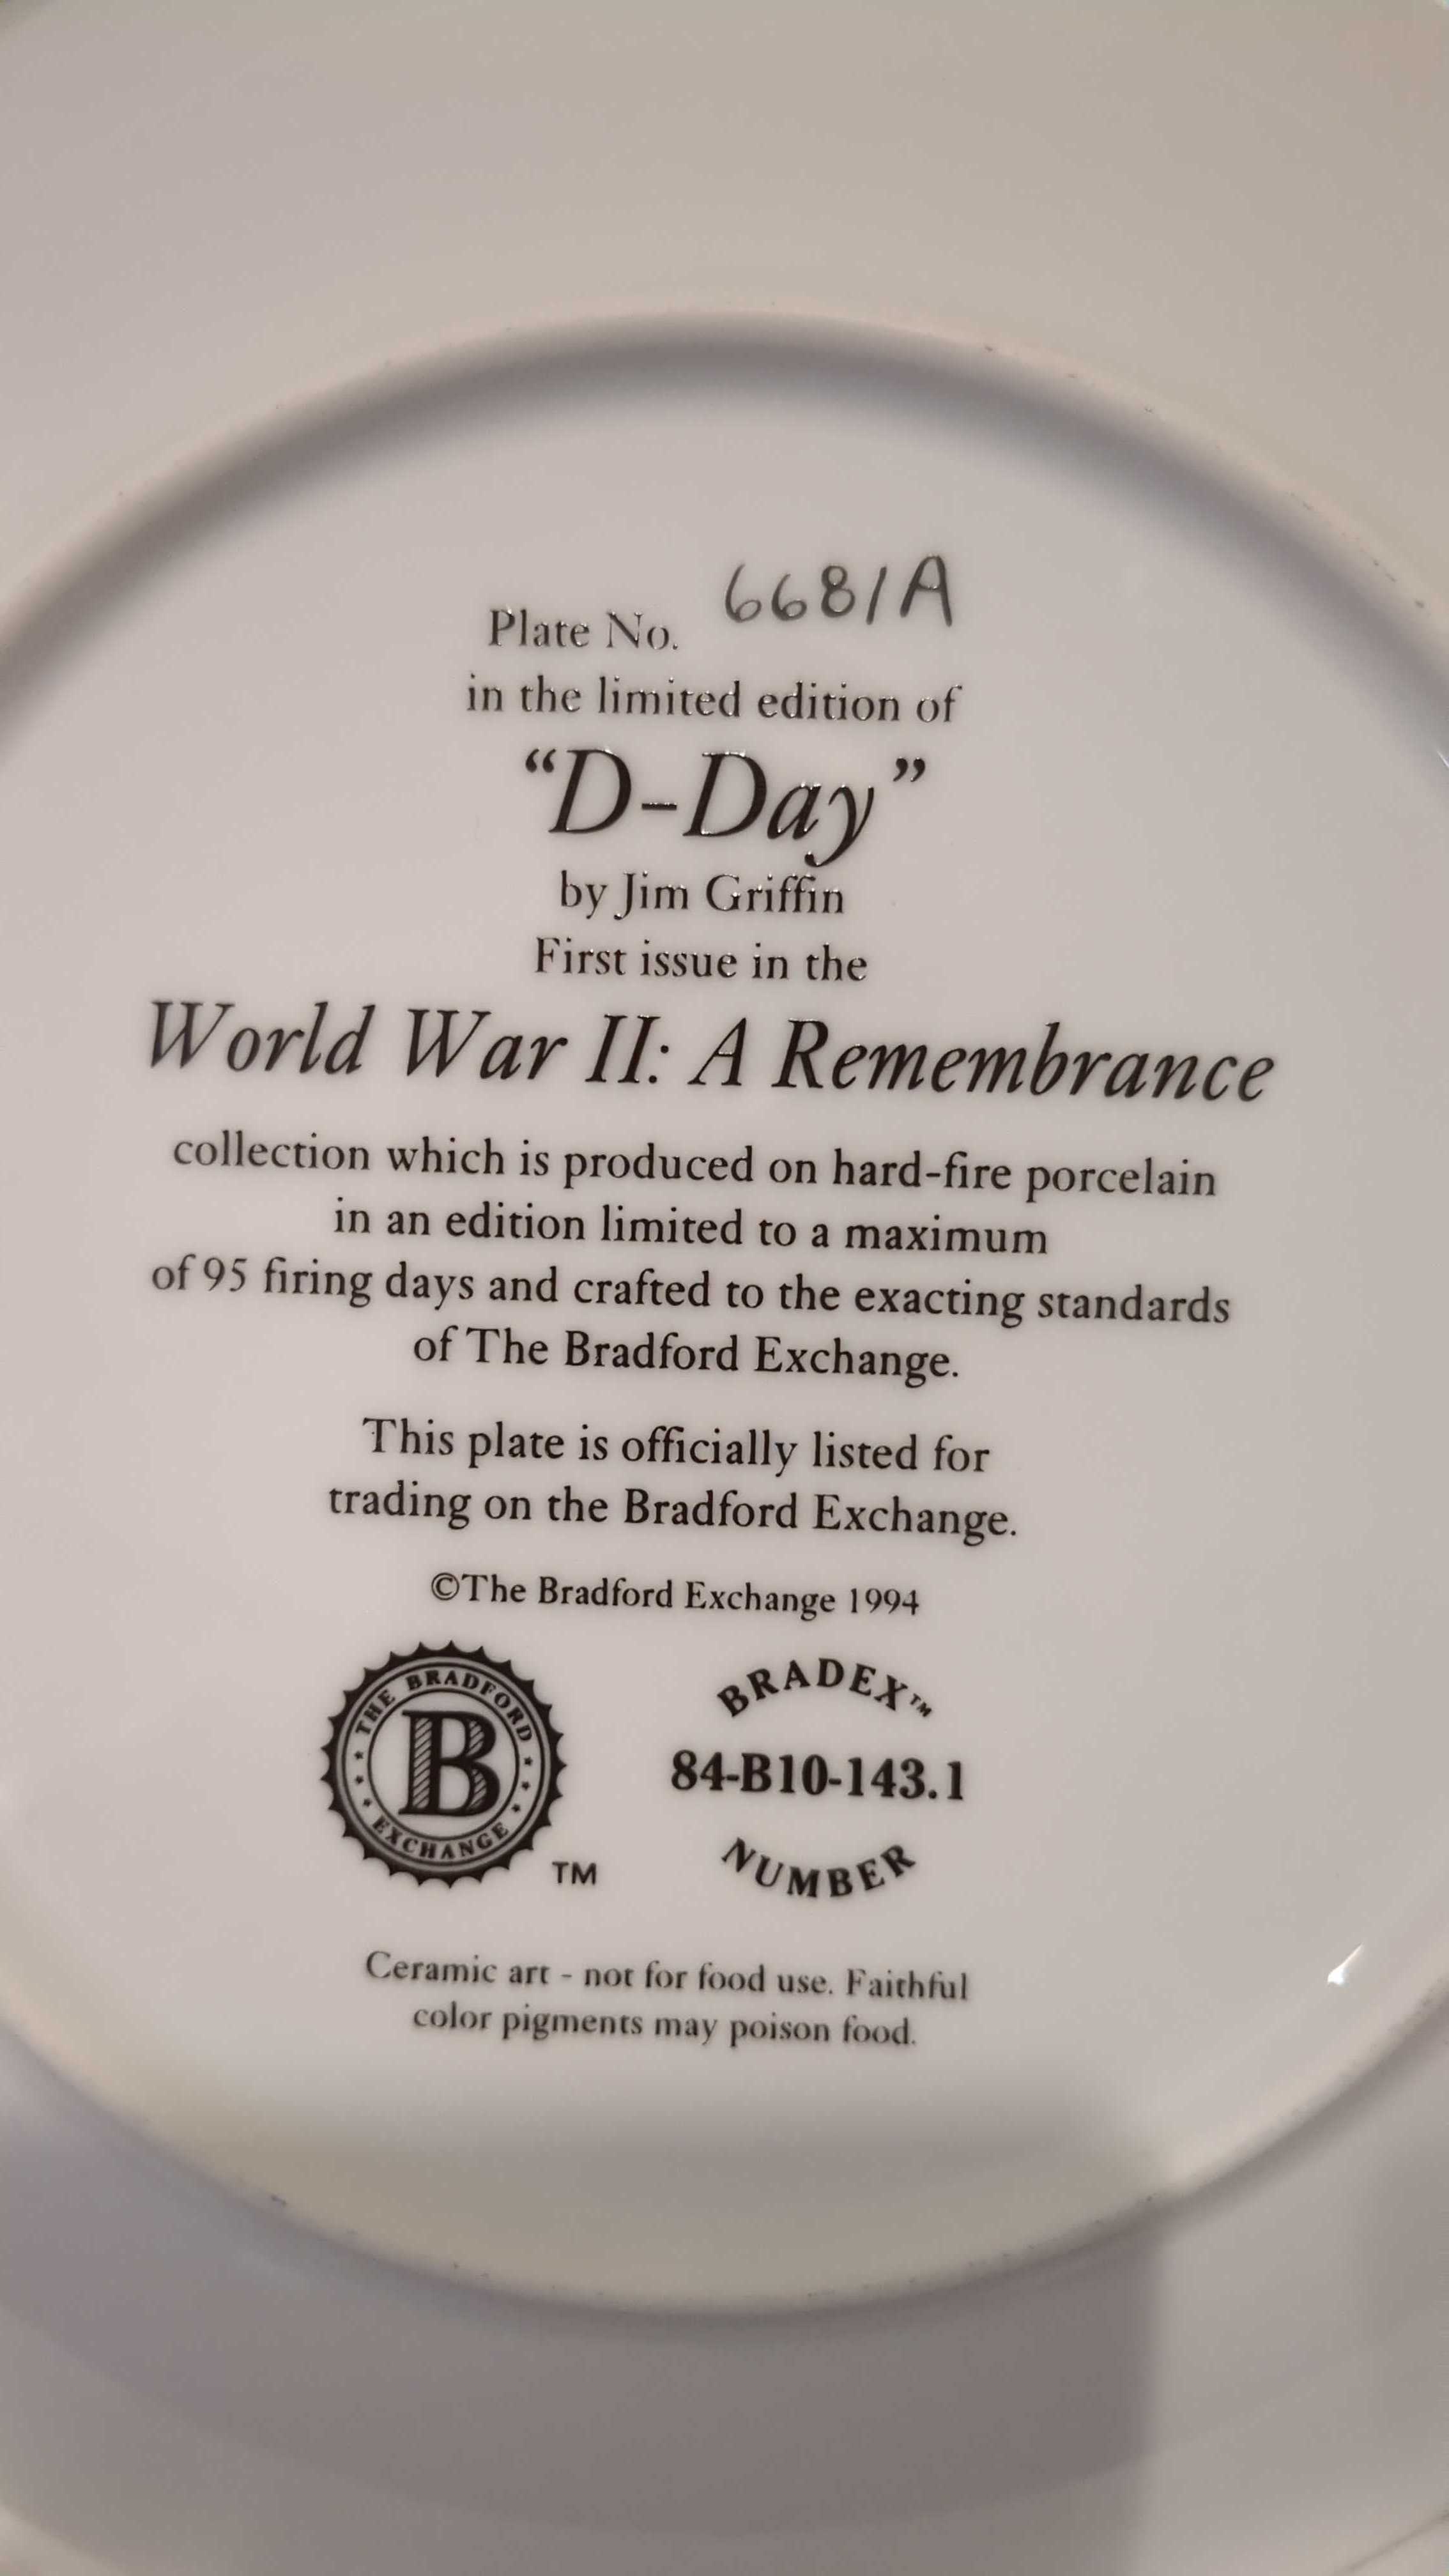 Plate No. 6681A
in the limited edition of
“D-Day”
by Jim Griffin
First issue in the
World War II: A Remembrance
collection which is produced on hard-fire porcelain
in an edition limited to a maximum
of 95 firing days and crafted to the exacting standards
of The Bradford Exchange.
This plate is officially listed for
trading on the Bradford Exchange.
©The Bradford Exchange 1994
THE BRADFORD
B
EXCHANGE
TM
BRADEX™
84-B10-143.1
NUMBER
Ceramic art - not for food use. Faithful
color pigments may poison food.